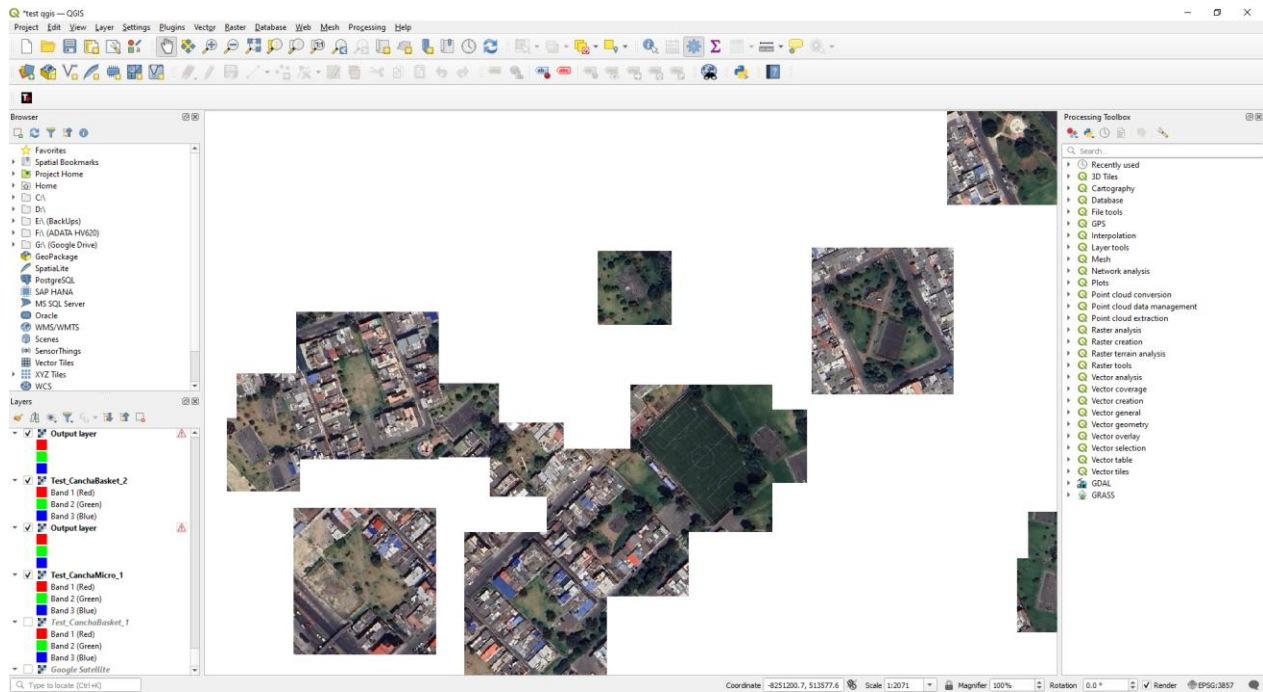 *test qgis — QGIS
Project Edit View Layer Settings Plugins Vector Raster Database Web Mesh Processing Help
Browser
Favorites
Spatial Bookmarks
Project Home
Home
C:\
D:\
E:\ (BackUps)
F:\ (ADATA HV620)
G:\ (Google Drive)
GeoPackage
SpatiaLite
PostgreSQL
SAP HANA
MS SQL Server
Oracle
WMS/WMTS
Scenes
SensorThings
Vector Tiles
XYZ Tiles
WCS
Layers
Output layer
Test_CanchaBasket_2
Band 1 (Red)
Band 2 (Green)
Band 3 (Blue)
Output layer
Test_CanchaMicro_1
Band 1 (Red)
Band 2 (Green)
Band 3 (Blue)
Test_CanchaBasket_1
Band 1 (Red)
Band 2 (Green)
Band 3 (Blue)
Google Satellite
Processing Toolbox
Search...
Recently used
3D Tiles
Cartography
Database
File tools
GPS
Interpolation
Layer tools
Mesh
Network analysis
Plots
Point cloud conversion
Point cloud data management
Point cloud extraction
Raster analysis
Raster creation
Raster terrain analysis
Raster tools
Vector analysis
Vector coverage
Vector creation
Vector general
Vector geometry
Vector overlay
Vector selection
Vector table
Vector tiles
GDAL
GRASS
Type to locate (Ctrl+K) Coordinate -8251200.7, 513577.6 Scale 1:2071 Magnifier 100% Rotation 0.0 ° Render EPSG:3857